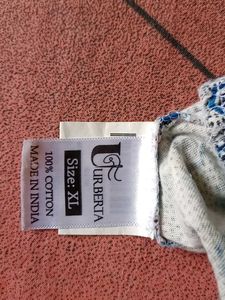 URBERTA
Size: XL
100% COTTON
MADE IN INDIA